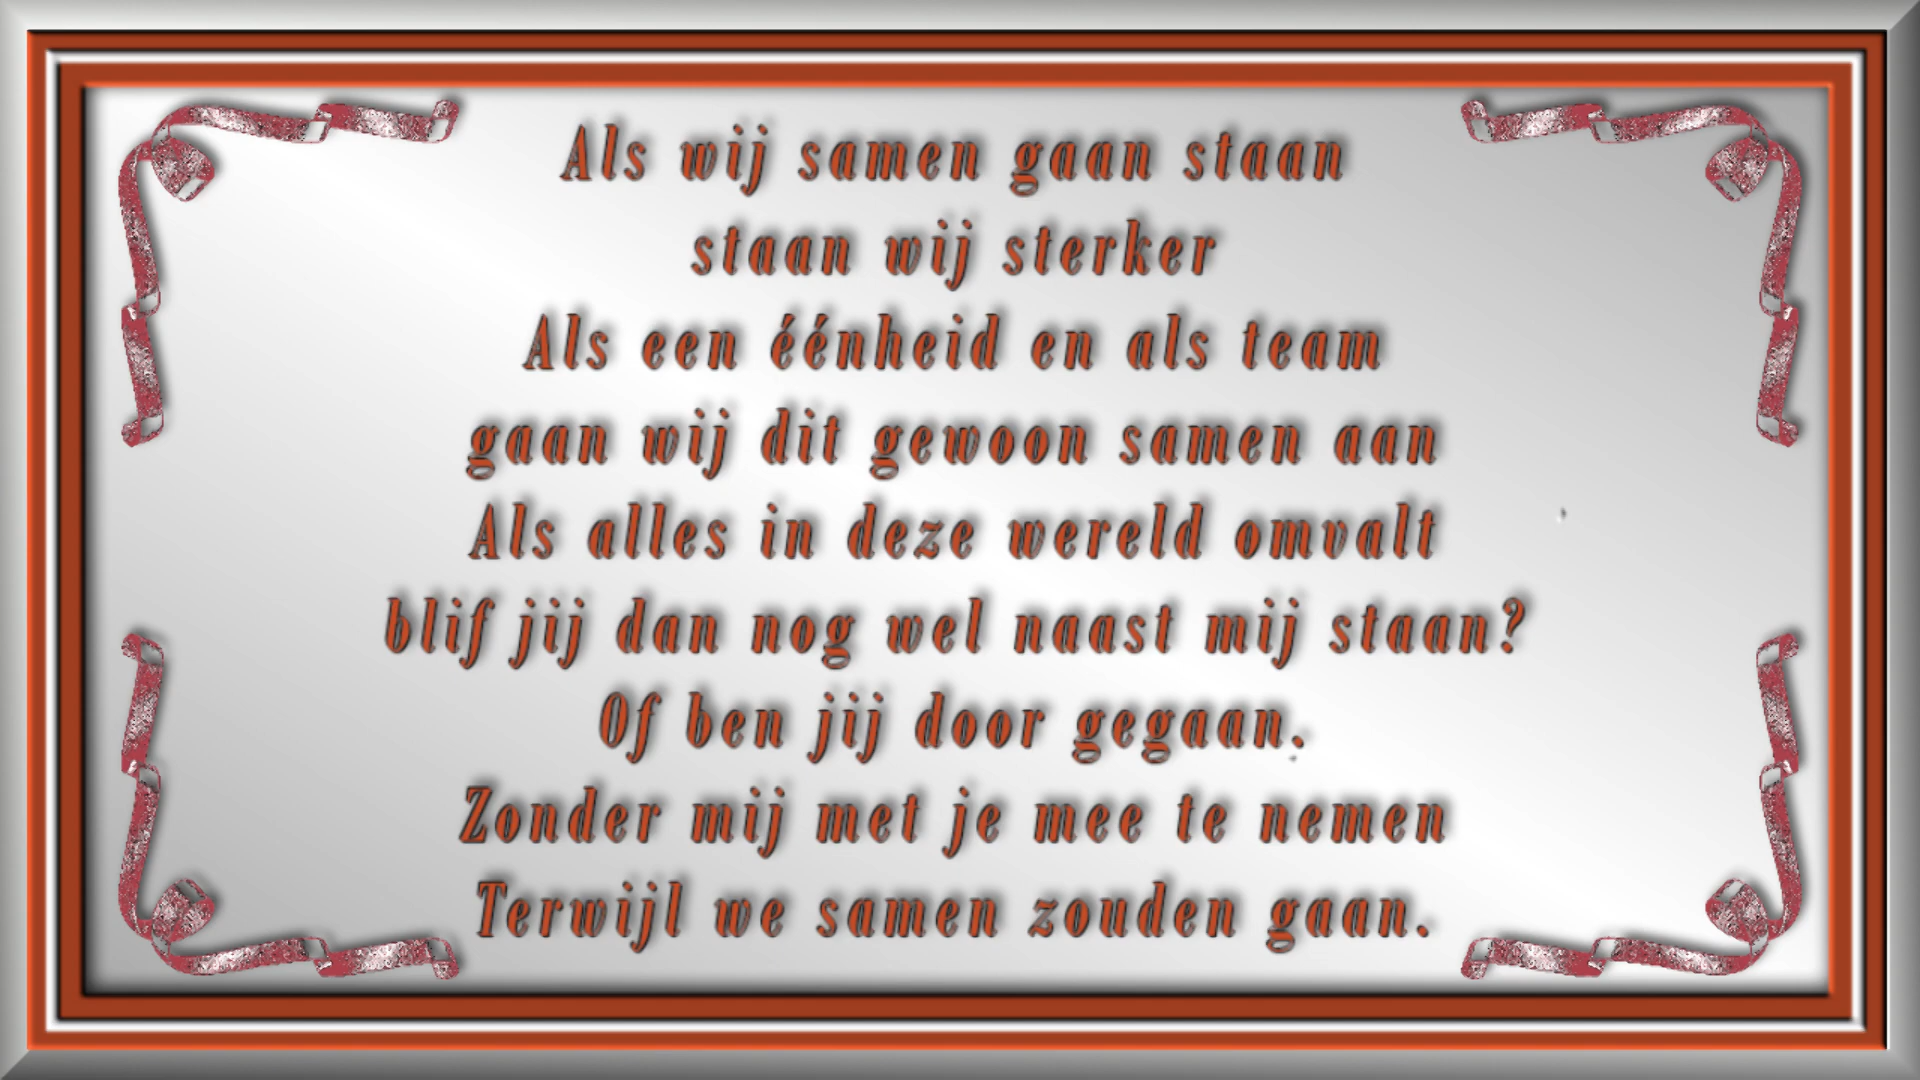 Als wij samen gaan staan
staan wij sterker
Als een éénheid en als team
gaan wij dit gewoon samen aan
Als alles in deze wereld omvalt
blif jij dan nog wel naast mij staan?
Of ben jij door gegaan.
Zonder mij met je mee te nemen
Terwijl we samen zouden gaan.